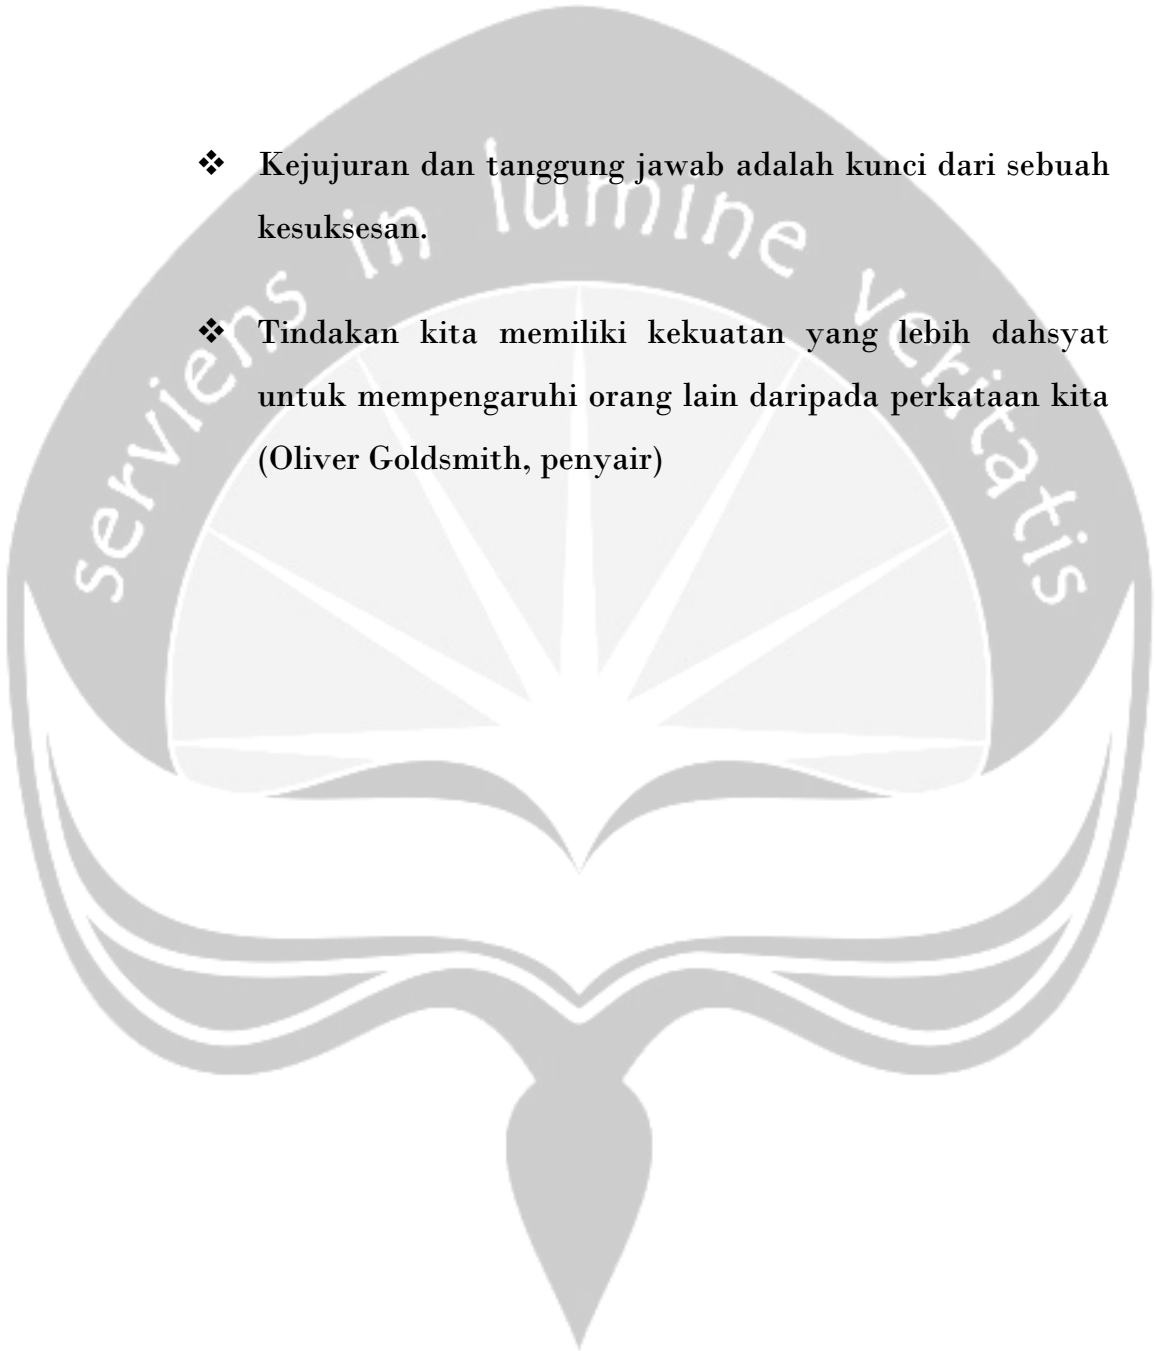 ❖ Kejujuran dan tanggung jawab adalah kunci dari sebuah
kesuksesan.
❖ Tindakan kita memiliki kekuatan yang lebih dahsyat
untuk mempengaruhi orang lain daripada perkataan kita
(Oliver Goldsmith, penyair)
serviens in lumine veritatis